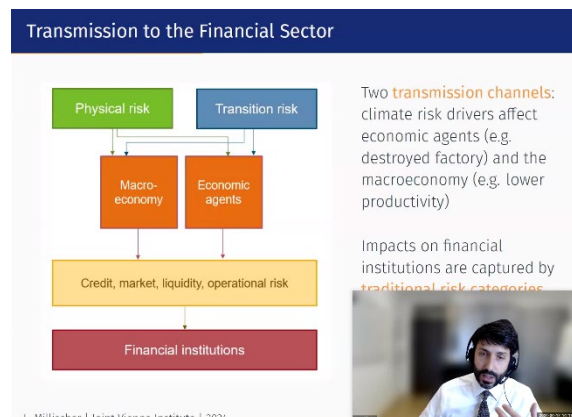 Transmission to the Financial Sector
Physical risk
Transition risk
Macro-
economy
Economic
agents
Credit, market, liquidity, operational risk
Financial institutions
Two transmission channels:
climate risk drivers affect
economic agents (e.g.
destroyed factory) and the
macroeconomy (e.g. lower
productivity)
Impacts on financial
institutions are captured by
traditional risk categories
Millischer | Joint Vienna Institute | 2024